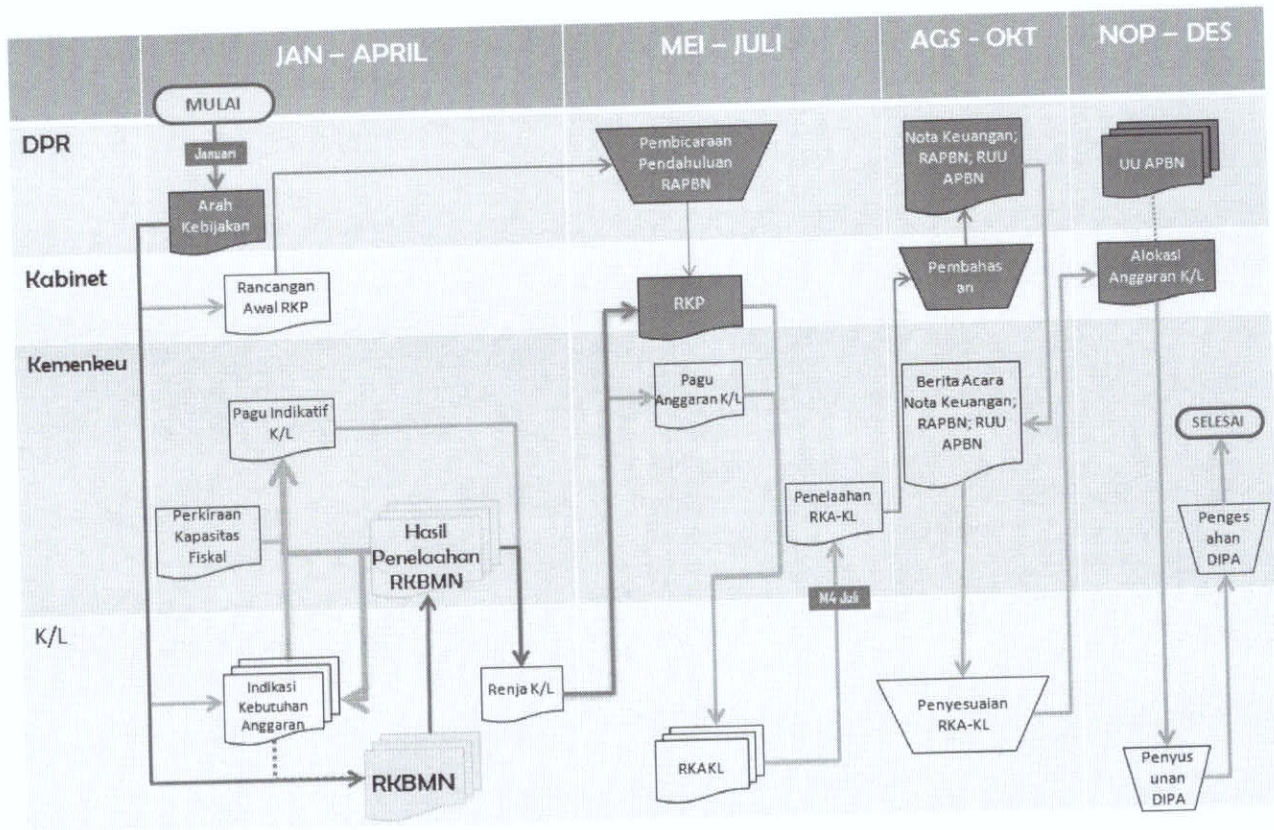 JAN – APRIL
MEI – JULI
AGS - OKT
NOP – DES
MULAI
DPR
Januari
Arah
Kebijakan
Pembicaraan
Pendahuluan
RAPBN
Nota Keuangan;
RAPBN; RUU
APBN
UU APBN
Kabinet
Rancangan
Awal RKP
RKP
Pembahas
an
Alokasi
Anggaran K/L
Kemenkeu
Pagu Indikatif
K/L
Pagu
Anggaran K/L
Berita Acara
Nota Keuangan;
RAPBN; RUU
APBN
SELESAI
Perkiraan
Kapasitas
Fiskal
Hasil
Penelaahan
RKBMN
Penelaahan
RKA-KL
Penges
ahan
DIPA
M4 Juli
K/L
Indikasi
Kebutuhan
Anggaran
Renja K/L
Penyesuaian
RKA-KL
RKBMN
RKAKL
Penyus
unan
DIPA